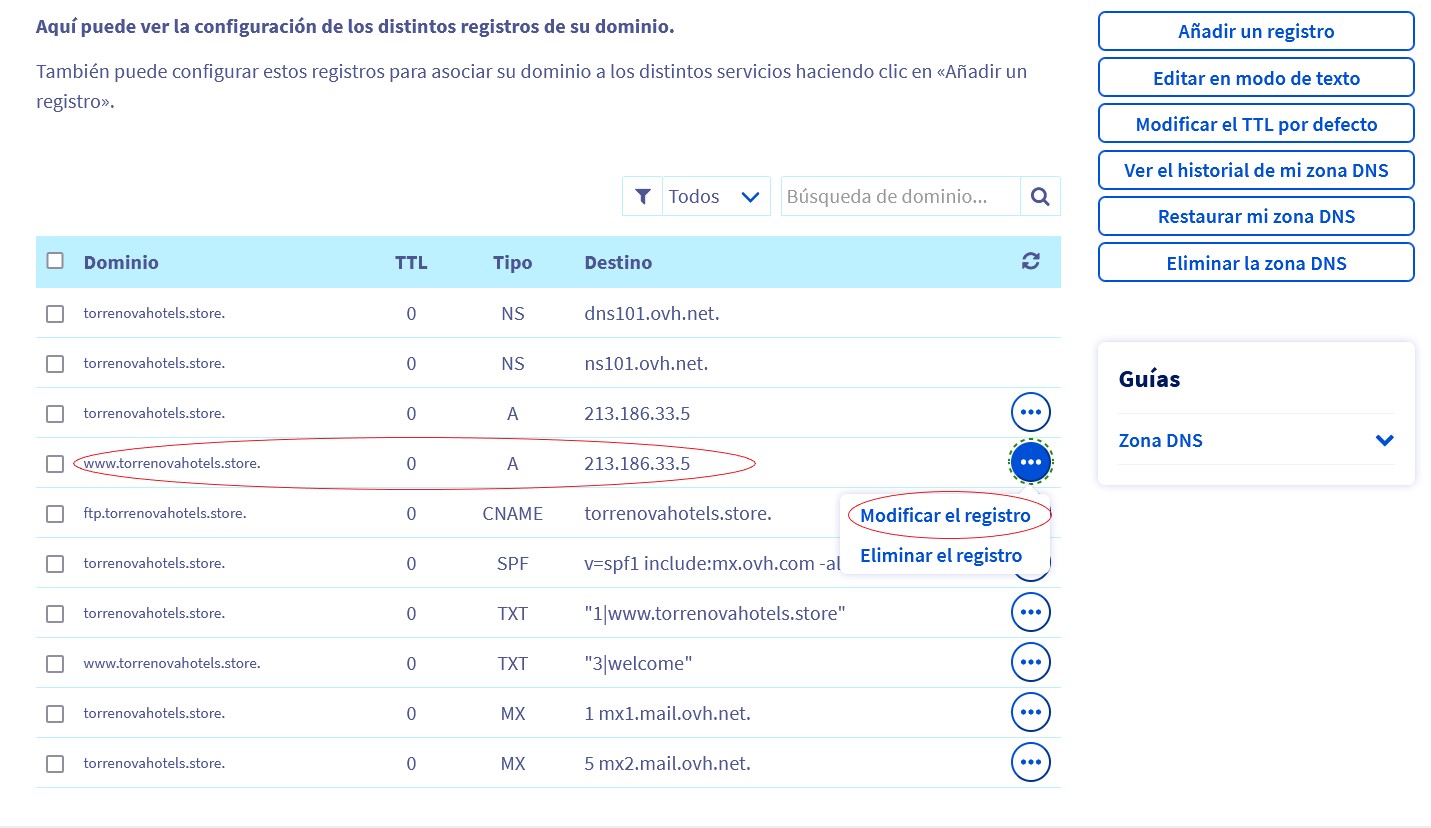 Aquí puede ver la configuración de los distintos registros de su dominio.
También puede configurar estos registros para asociar su dominio a los distintos servicios haciendo clic en «Añadir un
registro».
Todos
Búsqueda de dominio...
Dominio TTL Tipo Destino
torrenovahotels.store. 0 NS dns101.ovh.net.
torrenovahotels.store. 0 NS ns101.ovh.net.
torrenovahotels.store. 0 A 213.186.33.5
www.torrenovahotels.store. 0 A 213.186.33.5
ftp.torrenovahotels.store. 0 CNAME torrenovahotels.store.
Modificar el registro
Eliminar el registro
torrenovahotels.store. 0 SPF v=spf1 include:mx.ovh.com
torrenovahotels.store. 0 TXT "1|www.torrenovahotels.store"
www.torrenovahotels.store. 0 TXT "3|welcome"
torrenovahotels.store. 0 MX 1 mx1.mail.ovh.net.
torrenovahotels.store. 0 MX 5 mx2.mail.ovh.net.
Añadir un registro
Editar en modo de texto
Modificar el TTL por defecto
Ver el historial de mi zona DNS
Restaurar mi zona DNS
Eliminar la zona DNS
Guías
Zona DNS